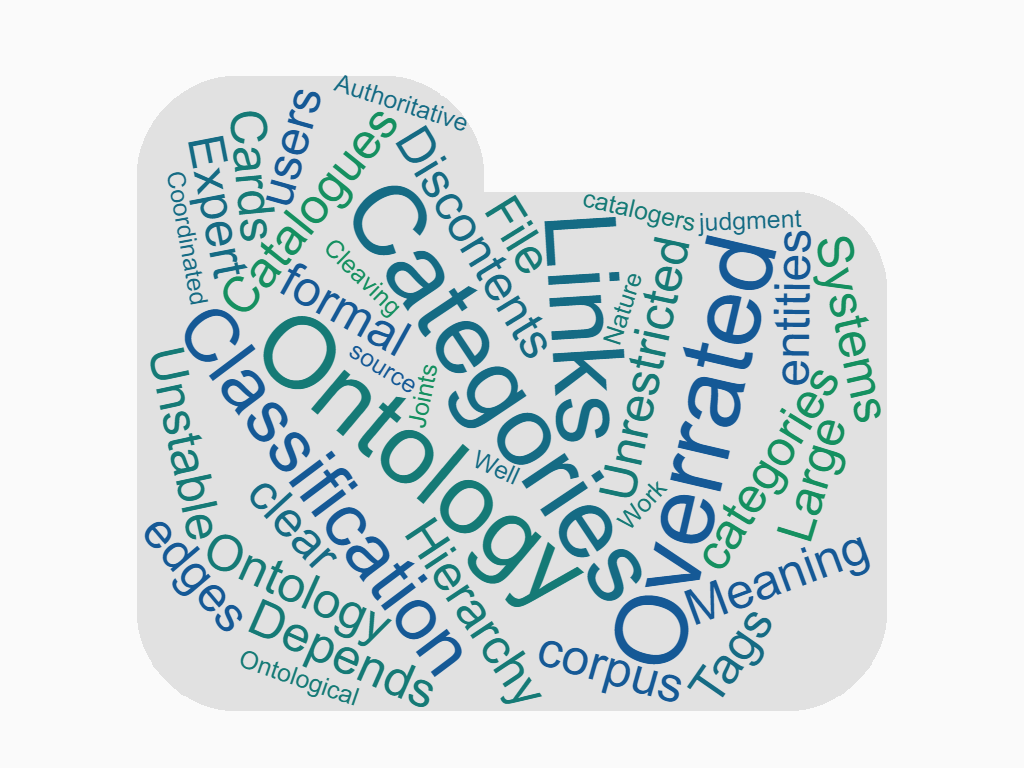 Authoritative
users
Cards
Expert
Catalogues
Discontents
Coordinated
Categories
File
Links
catalogers
judgment
Cleaving
formal
Nature
Unrestricted
Overrated
entities
Systems
source
Joints
Ontology
Classification
Unstable
Well
Work
categories
Large
clear
Hierarchy
edges
Ontology
Depends
Ontological
corpus
Meaning
Tags